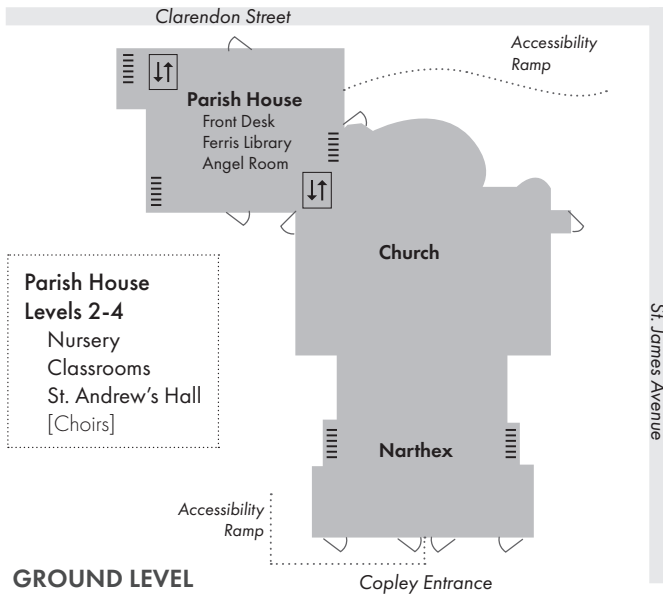 Clarendon Street
Accessibility
Ramp
Parish House
Front Desk
Ferris Library
Angel Room
Church
Parish House
Levels 2-4
Nursery
Classrooms
St. Andrew's Hall
[Choirs]
St. James Avenue
Narthex
Accessibility
Ramp
GROUND LEVEL
Copley Entrance